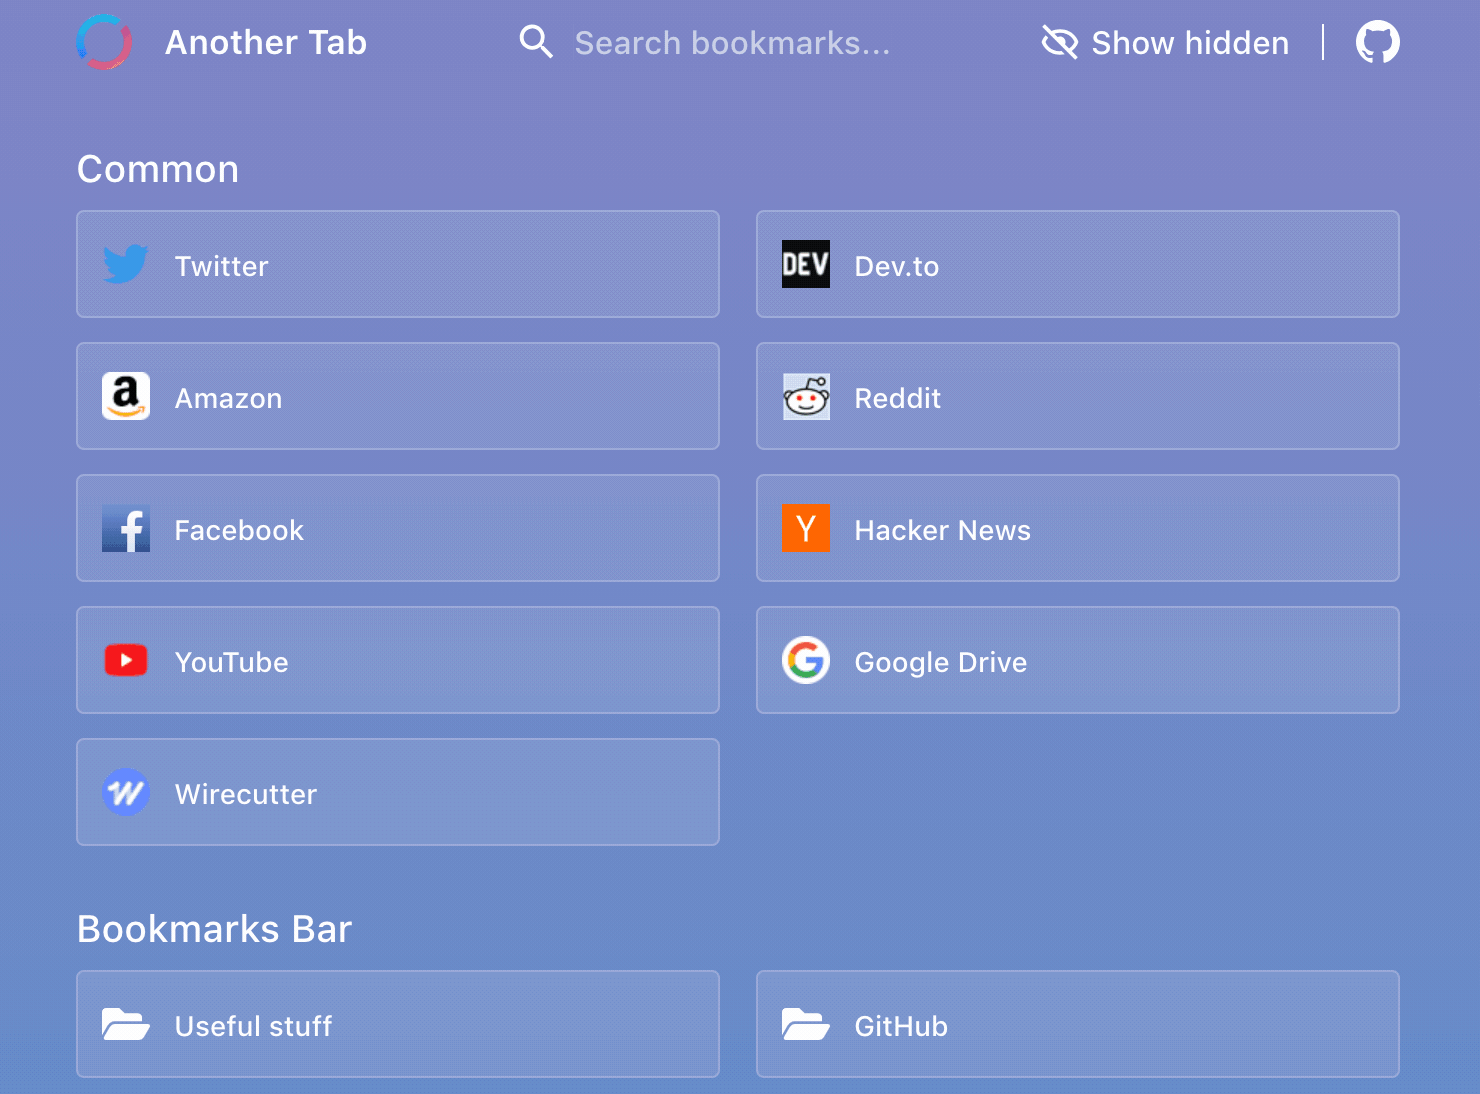 Another Tab
Search bookmarks...
Show hidden
Common
Twitter
DEV
Dev.to
a
Amazon
Reddit
f
Facebook
Y
Hacker News
YouTube
G
Google Drive
W
Wirecutter
Bookmarks Bar
Useful stuff
GitHub